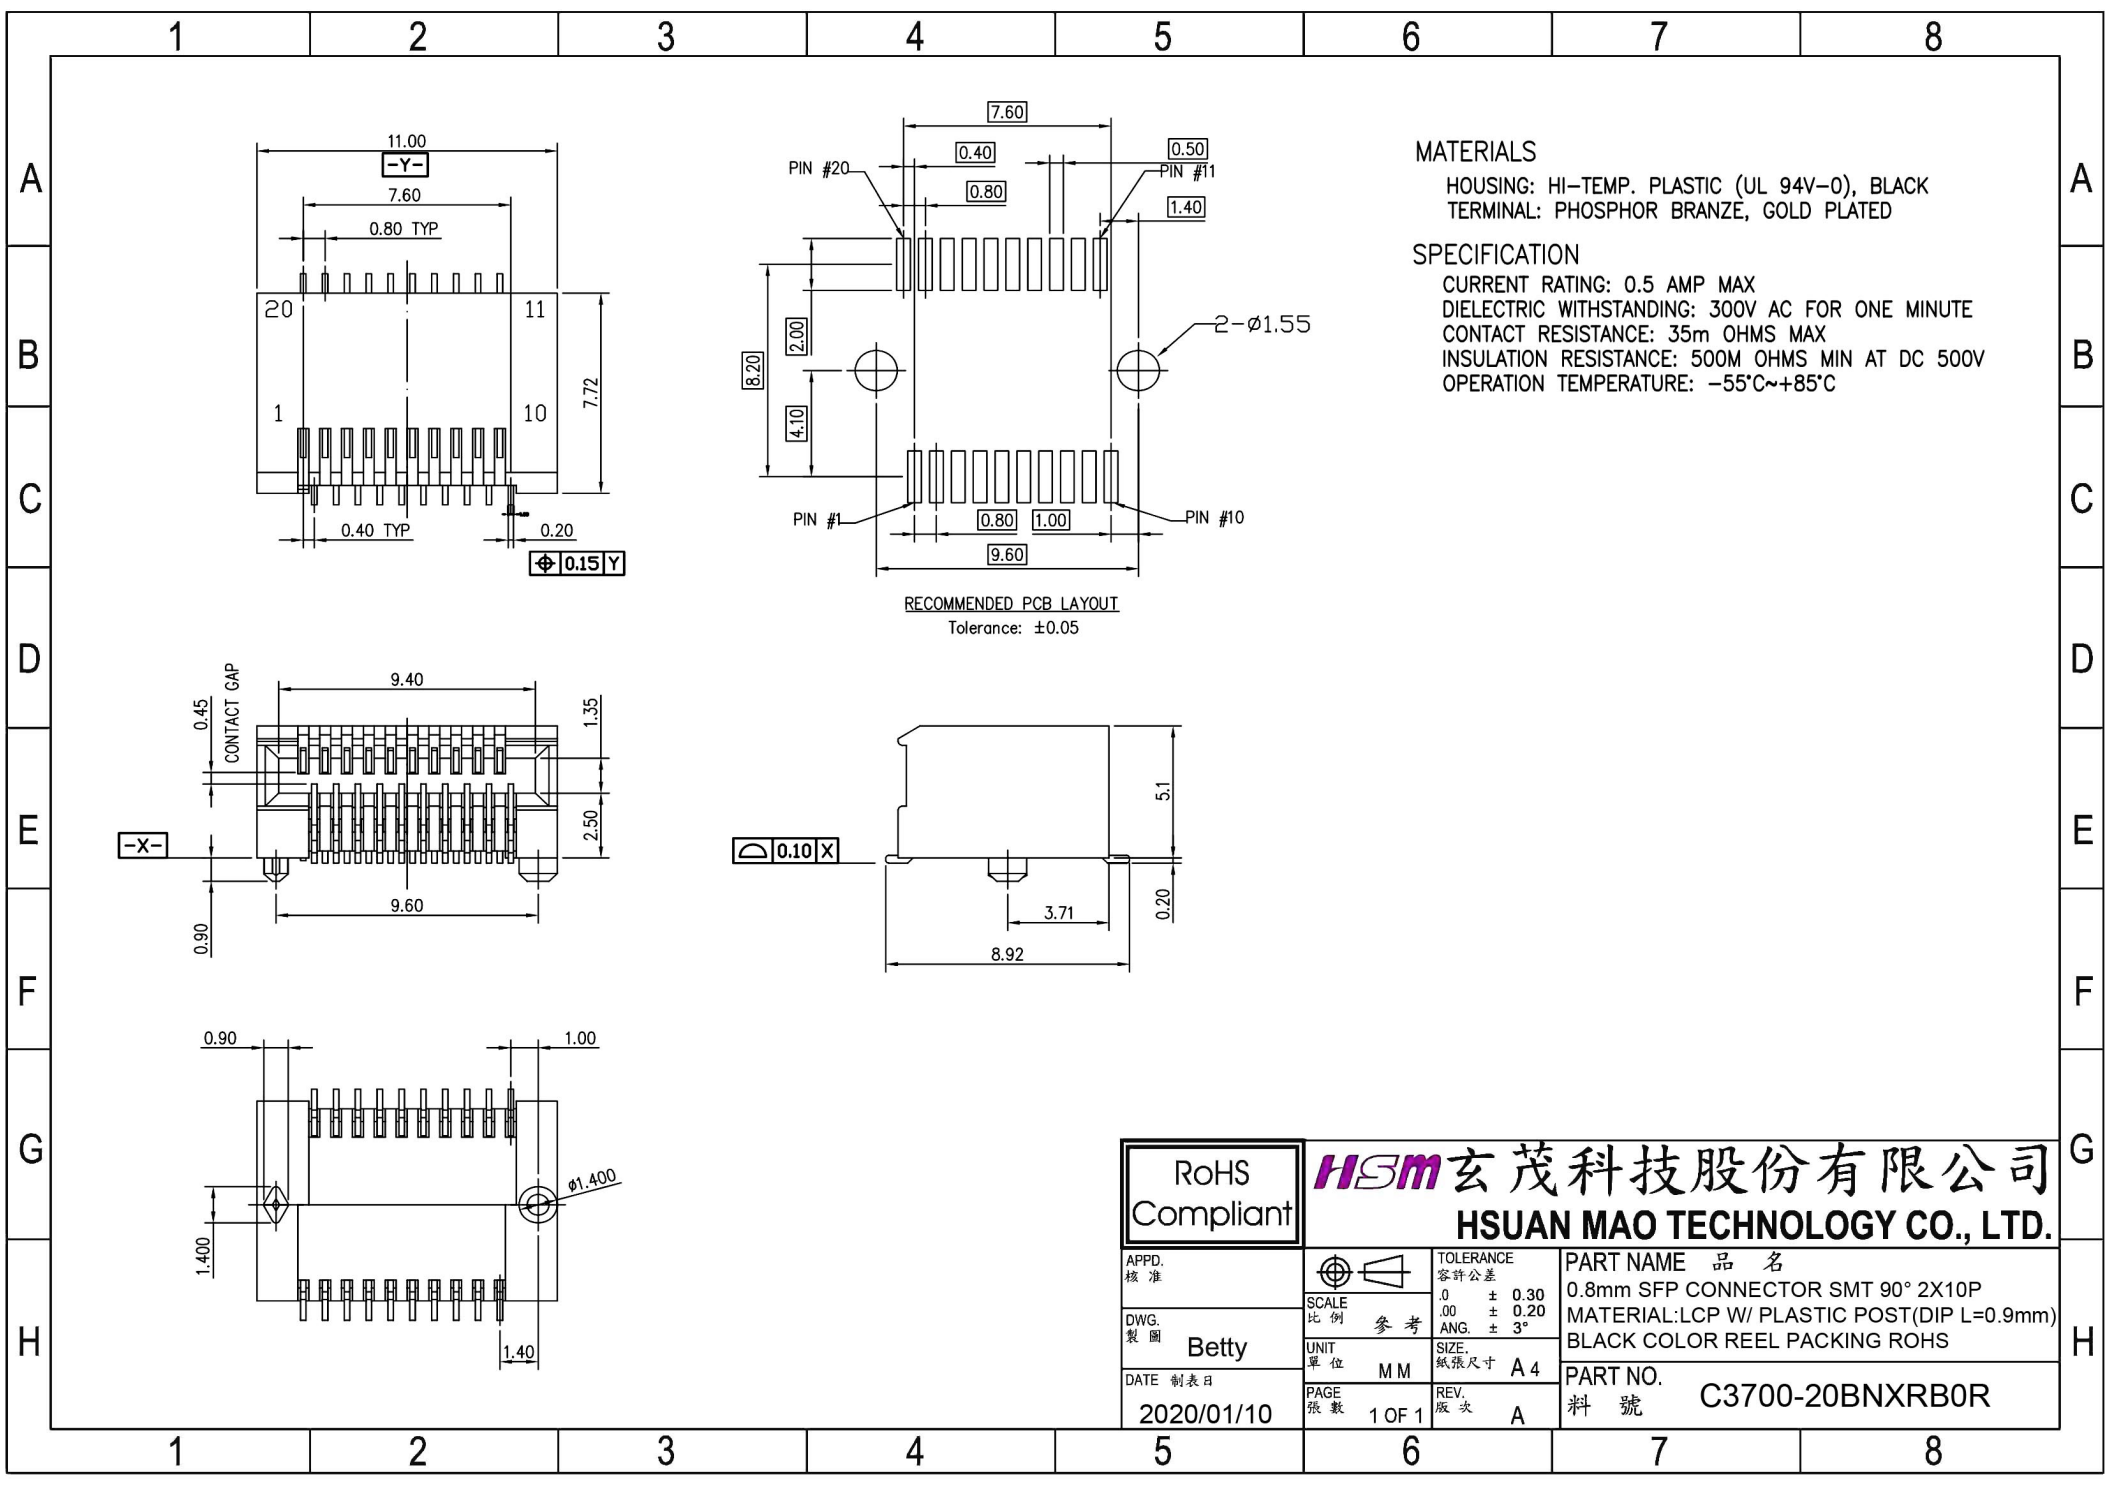 1 2 3 4 5 6 7 8
A
B
C
D
E
F
G
H
A
B
C
D
E
F
G
H
11.00
-Y-
7.60
0.80 TYP
20 11
1 10
7.72
0.40 TYP
0.20
0.15 Y
7.60
0.40
0.50
PIN #20
PIN #11
0.80
1.40
2.00
8.20
4.10
2-ø1.55
PIN #1
0.80
1.00
PIN #10
9.60
RECOMMENDED PCB LAYOUT
Tolerance: ±0.05
MATERIALS
HOUSING: HI-TEMP. PLASTIC (UL 94V-0), BLACK
TERMINAL: PHOSPHOR BRANZE, GOLD PLATED
SPECIFICATION
CURRENT RATING: 0.5 AMP MAX
DIELECTRIC WITHSTANDING: 300V AC FOR ONE MINUTE
CONTACT RESISTANCE: 35m OHMS MAX
INSULATION RESISTANCE: 500M OHMS MIN AT DC 500V
OPERATION TEMPERATURE: -55°C~+85°C
0.45
CONTACT GAP
9.40
1.35
2.50
-X-
9.60
0.90
0.10 X
5.1
0.20
3.71
8.92
0.90
1.00
ø1.400
1.400
1.40
RoHS
Compliant
HSM 玄茂科技股份有限公司
HSUAN MAO TECHNOLOGY CO., LTD.
APPD.
核 准
DWG.
製 圖
Betty
DATE 制表日
2020/01/10
SCALE
比 例
參 考
UNIT
單 位
MM
PAGE
張 數
1 OF 1
TOLERANCE
容許公差
.0 ± 0.30
.00 ± 0.20
ANG. ± 3°
SIZE.
紙張尺寸
A4
REV.
版 次
A
PART NAME 品 名
0.8mm SFP CONNECTOR SMT 90° 2X10P
MATERIAL:LCP W/ PLASTIC POST(DIP L=0.9mm)
BLACK COLOR REEL PACKING ROHS
PART NO.
料 號
C3700-20BNXRB0R
1 2 3 4 5 6 7 8